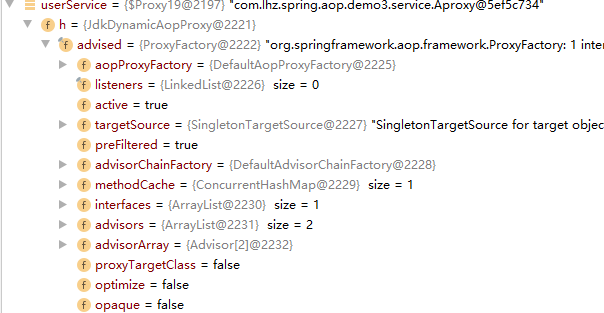 userService = {$Proxy19@2197} "com.lhz.spring.aop.demo3.service.Aproxy@5ef5c734"
f h = {JdkDynamicAopProxy@2221}
f advised = {ProxyFactory@2222} "org.springframework.aop.framework.ProxyFactory: 1 inter
f aopProxyFactory = {DefaultAopProxyFactory@2225}
f listeners = {LinkedList@2226} size = 0
f active = true
f targetSource = {SingletonTargetSource@2227} "SingletonTargetSource for target objec
f preFiltered = true
f advisorChainFactory = {DefaultAdvisorChainFactory@2228}
f methodCache = {ConcurrentHashMap@2229} size = 1
f interfaces = {ArrayList@2230} size = 1
f advisors = {ArrayList@2231} size = 2
f advisorArray = {Advisor[2]@2232}
f proxyTargetClass = false
f optimize = false
f opaque = false